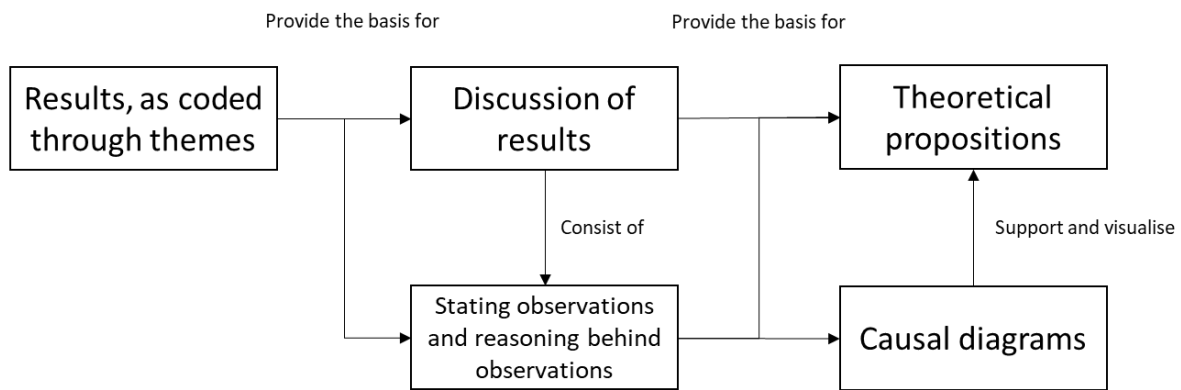 Provide the basis for
Provide the basis for
Results, as coded
through themes
Discussion of
results
Theoretical
propositions
Consist of
Support and visualise
Stating observations
and reasoning behind
observations
Causal diagrams